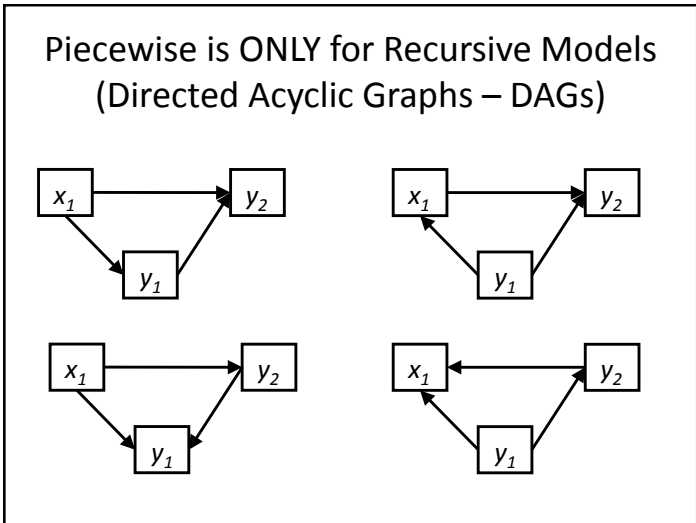 Piecewise is ONLY for Recursive Models
(Directed Acyclic Graphs – DAGs)
x₁ y₂
y₁
x₁ y₂
y₁
x₁ y₂
y₁
x₁ y₂
y₁